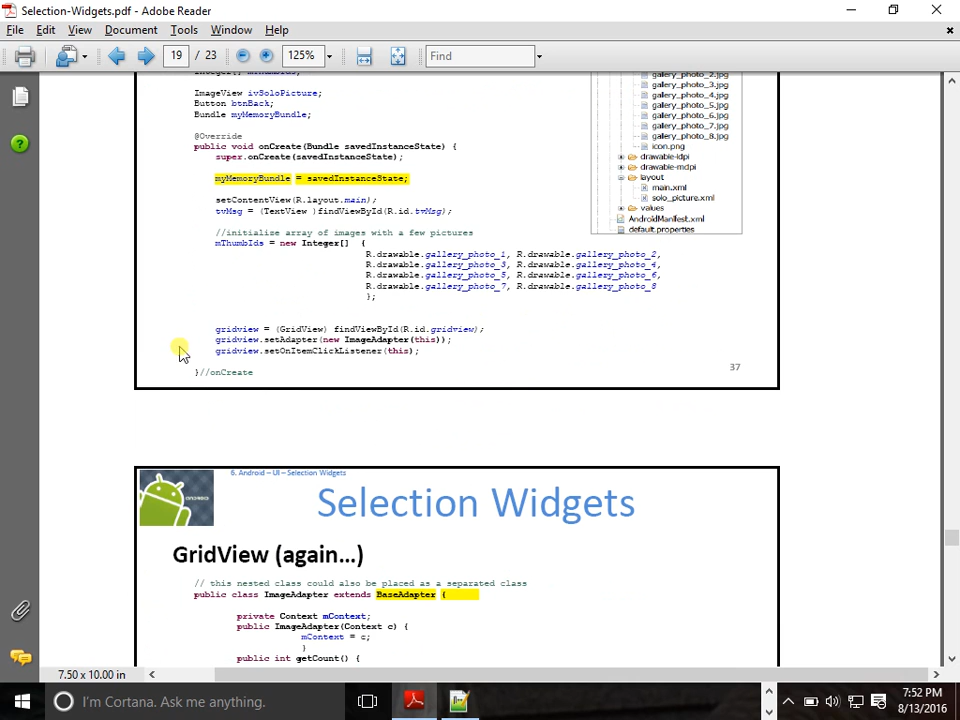 Selection-Widgets.pdf - Adobe Reader
File Edit View Document Tools Window Help
19 / 23 125% Find
ImageView ivSoloPicture;
Button btnBack;
Bundle myMemoryBundle;
@Override
public void onCreate(Bundle savedInstanceState) {
super.onCreate(savedInstanceState);
myMemoryBundle = savedInstanceState;
setContentView(R.layout.main);
tvMsg = (TextView )findViewById(R.id.tvMsg);
//initialize array of images with a few pictures
mThumbIds = new Integer[] {
R.drawable.gallery_photo_1, R.drawable.gallery_photo_2,
R.drawable.gallery_photo_3, R.drawable.gallery_photo_4,
R.drawable.gallery_photo_5, R.drawable.gallery_photo_6,
R.drawable.gallery_photo_7, R.drawable.gallery_photo_8
};
gridview = (GridView) findViewById(R.id.gridview);
gridview.setAdapter(new ImageAdapter(this));
gridview.setOnItemClickListener(this);
}//onCreate
gallery_photo_2.jpg
gallery_photo_3.jpg
gallery_photo_4.jpg
gallery_photo_5.jpg
gallery_photo_6.jpg
gallery_photo_7.jpg
gallery_photo_8.jpg
icon.png
drawable-ldpi
drawable-mdpi
layout
main.xml
solo_picture.xml
values
AndroidManifest.xml
default.properties
37
6. Android – UI – Selection Widgets
ANDROID
Selection Widgets
GridView (again…)
// this nested class could also be placed as a separated class
public class ImageAdapter extends BaseAdapter {
private Context mContext;
public ImageAdapter(Context c) {
mContext = c;
}
public int getCount() {
7.50 x 10.00 in
I'm Cortana. Ask me anything.
7:52 PM
8/13/2016